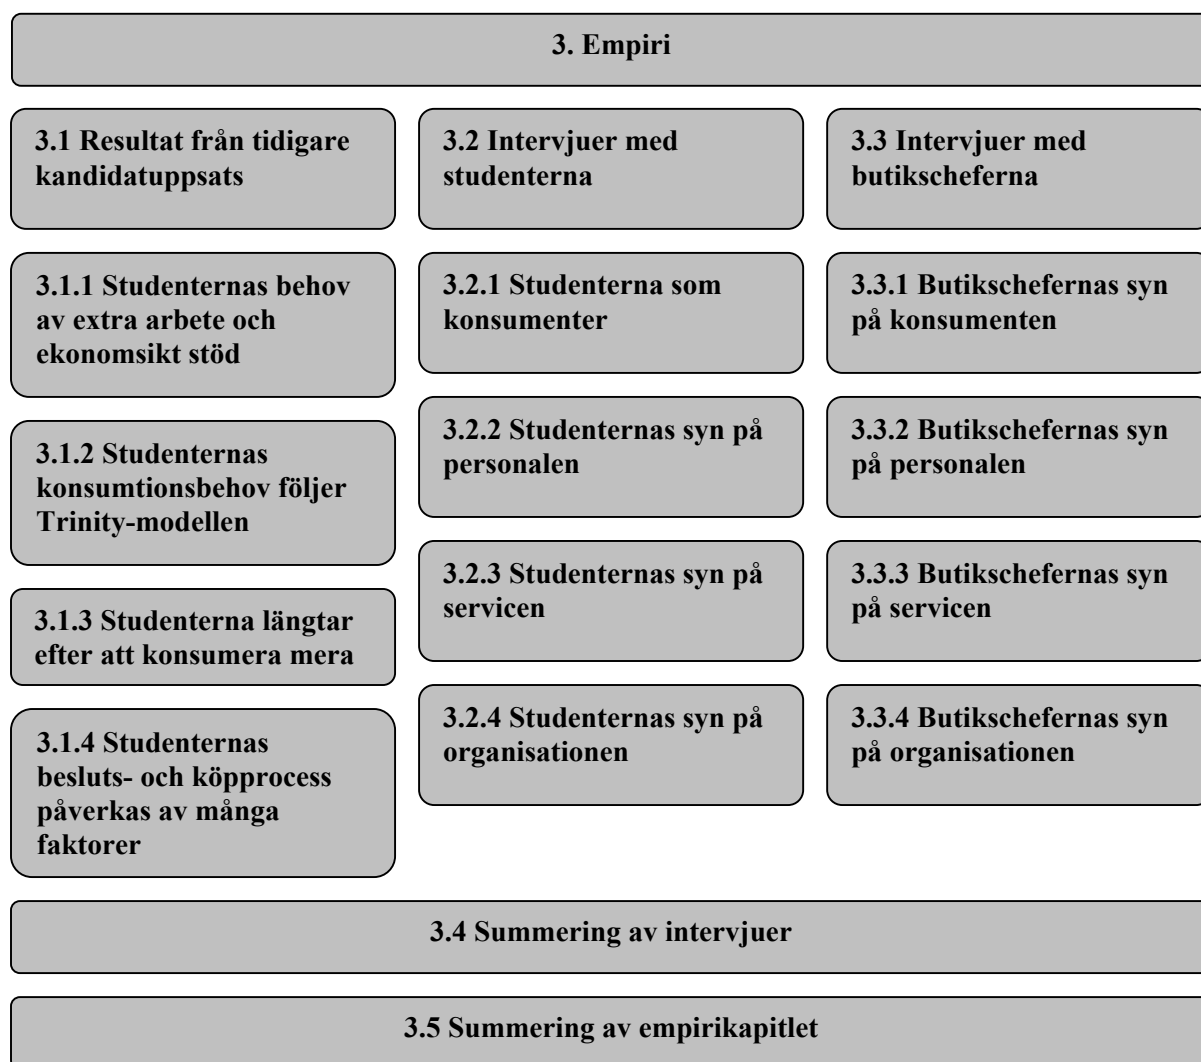 3. Empiri
3.1 Resultat från tidigare
kandidatuppsats
3.1.1 Studenternas behov
av extra arbete och
ekonomsikt stöd
3.1.2 Studenternas
konsumtionsbehov följer
Trinity-modellen
3.1.3 Studenterna längtar
efter att konsumera mera
3.1.4 Studenternas
besluts- och köpprocess
påverkas av många
faktorer
3.2 Intervjuer med
studenterna
3.2.1 Studenterna som
konsumenter
3.2.2 Studenternas syn på
personalen
3.2.3 Studenternas syn på
servicen
3.2.4 Studenternas syn på
organisationen
3.3 Intervjuer med
butikscheferna
3.3.1 Butikschefernas syn
på konsumenten
3.3.2 Butikschefernas syn
på personalen
3.3.3 Butikschefernas syn
på servicen
3.3.4 Butikschefernas syn
på organisationen
3.4 Summering av intervjuer
3.5 Summering av empirikapitlet